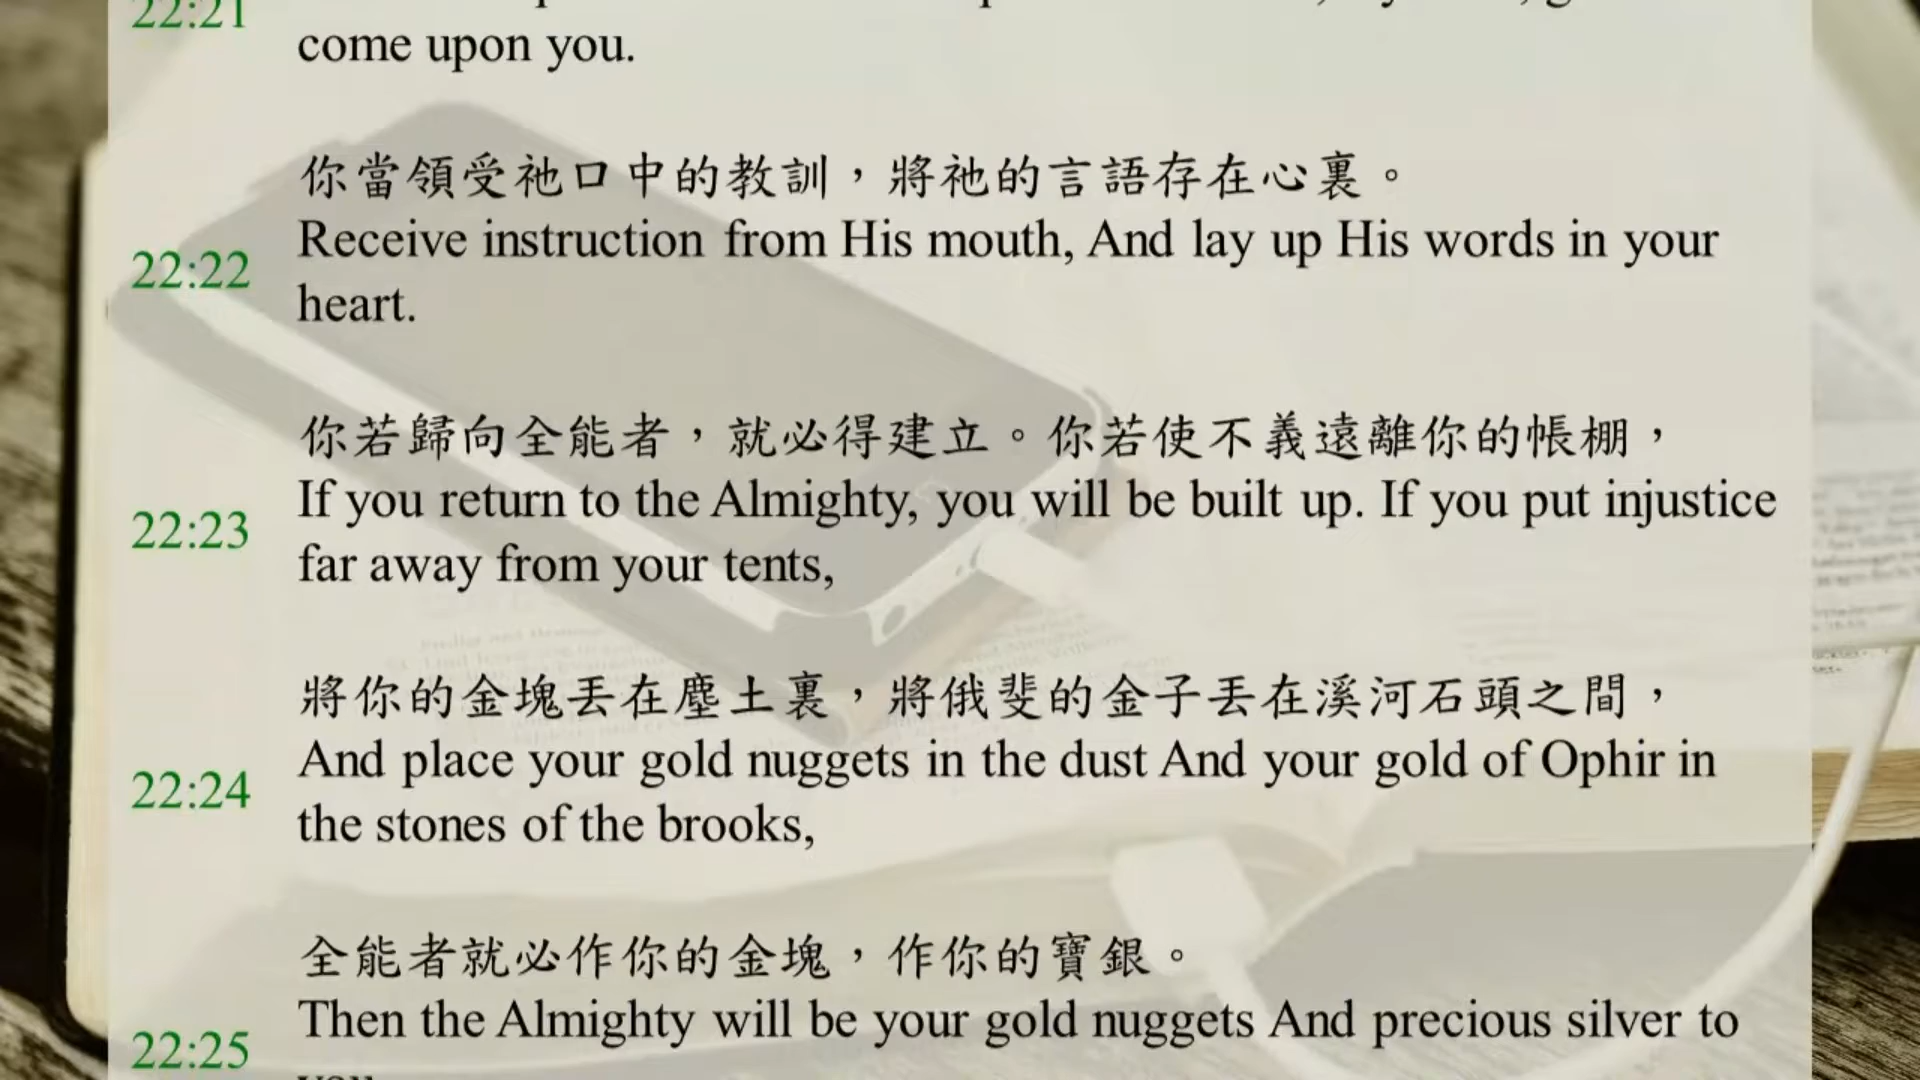 22:21
come upon you.
你當領受祂口中的教訓，將祂的言語存在心裏。
22:22 Receive instruction from His mouth, And lay up His words in your
heart.
你若歸向全能者，就必得建立。你若使不義遠離你的帳棚，
22:23 If you return to the Almighty, you will be built up. If you put injustice
far away from your tents,
將你的金塊丟在塵土裏，將俄斐的金子丟在溪河石頭之間，
22:24 And place your gold nuggets in the dust And your gold of Ophir in
the stones of the brooks,
全能者就必作你的金塊，作你的寶銀。
22:25 Then the Almighty will be your gold nuggets And precious silver to